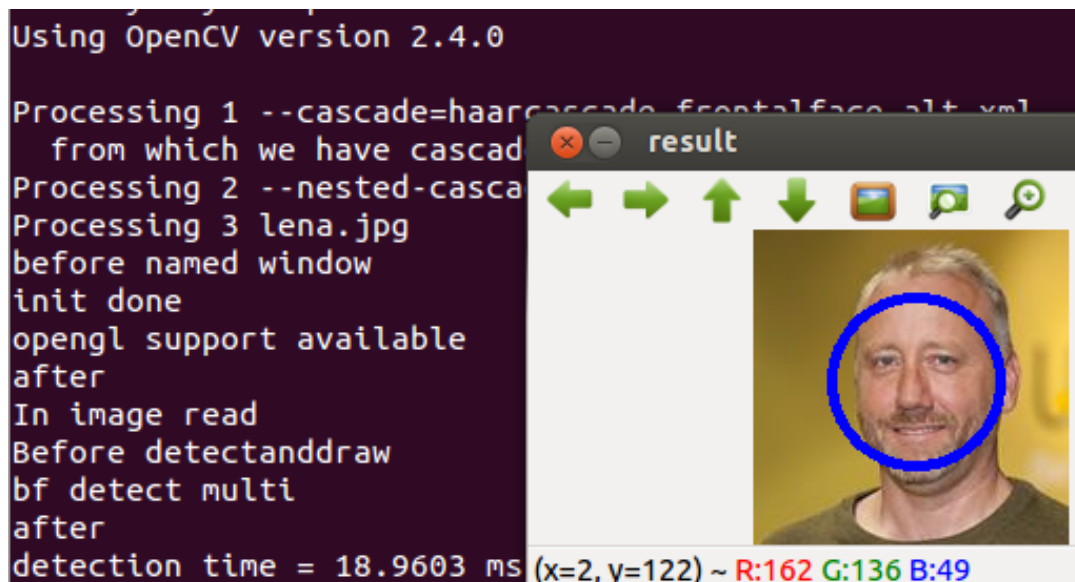 Using OpenCV version 2.4.0
Processing 1 --cascade=haarcascade_frontalface_alt.xml
from which we have cascad
Processing 2 --nested-casca
Processing 3 lena.jpg
before named window
init done
opengl support available
after
In image read
Before detectanddraw
bf detect multi
after
detection time = 18.9603 ms
result
(x=2, y=122) ~ R:162 G:136 B:49